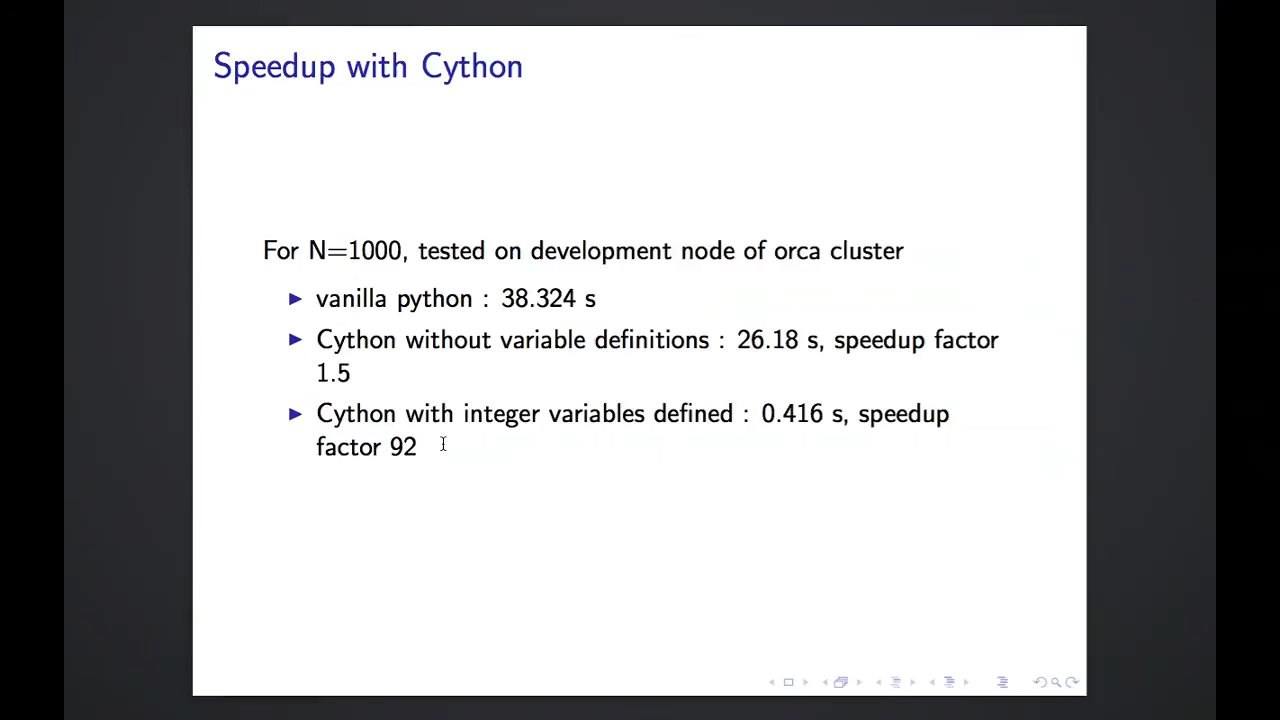 Speedup with Cython
For N=1000, tested on development node of orca cluster
vanilla python : 38.324 s
Cython without variable definitions : 26.18 s, speedup factor
1.5
Cython with integer variables defined : 0.416 s, speedup
factor 92